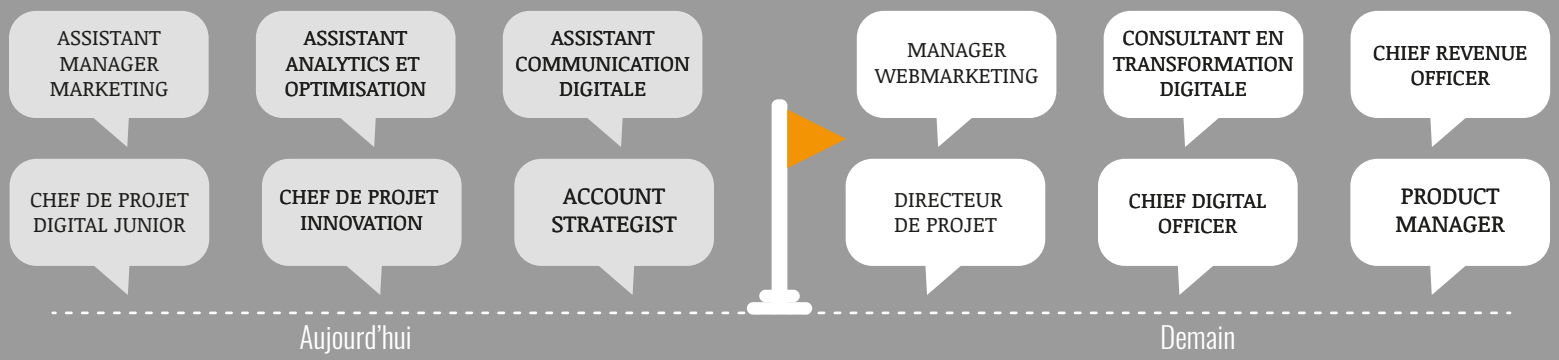 ASSISTANT
MANAGER
MARKETING
ASSISTANT
ANALYTICS ET
OPTIMISATION
ASSISTANT
COMMUNICATION
DIGITALE
MANAGER
WEBMARKETING
CONSULTANT EN
TRANSFORMATION
DIGITALE
CHIEF REVENUE
OFFICER
CHEF DE PROJET
DIGITAL JUNIOR
CHEF DE PROJET
INNOVATION
ACCOUNT
STRATEGIST
DIRECTEUR
DE PROJET
CHIEF DIGITAL
OFFICER
PRODUCT
MANAGER
Aujourd’hui
Demain